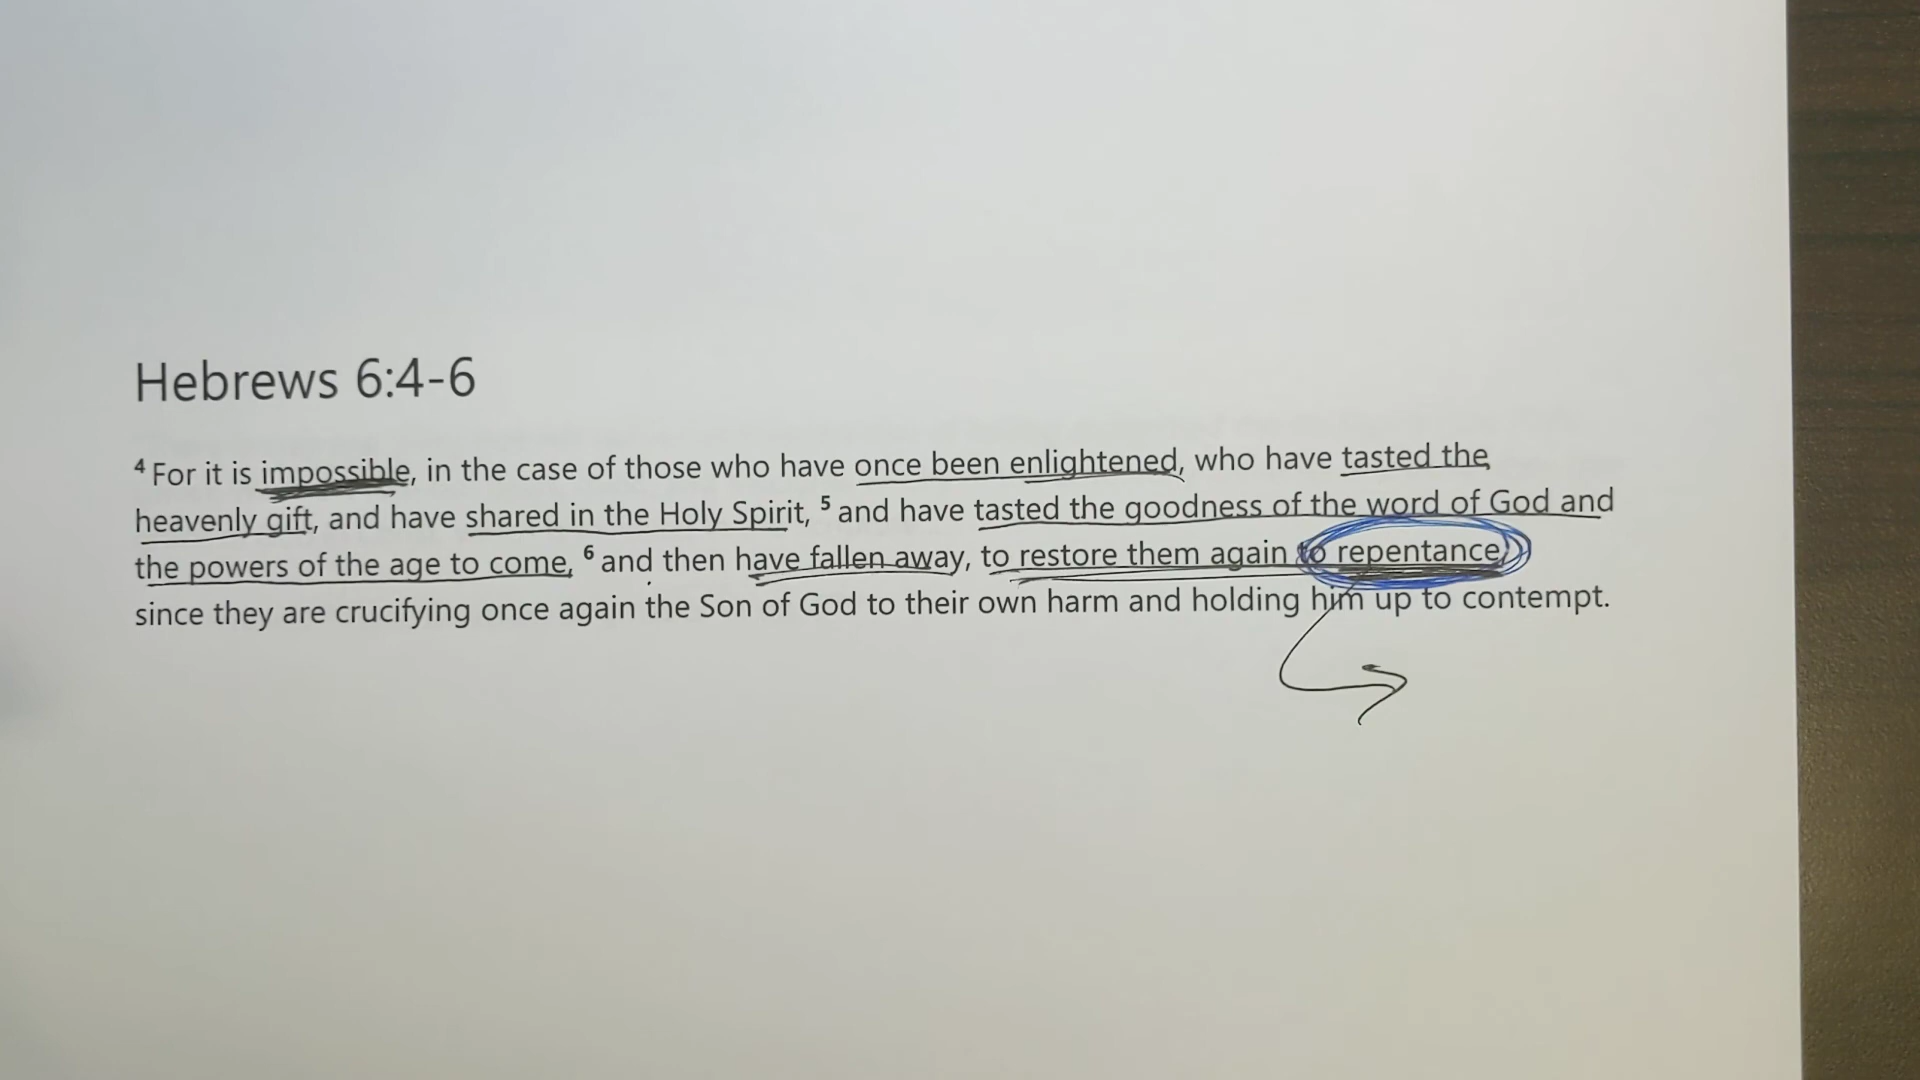 Hebrews 6:4-6
4 For it is impossible, in the case of those who have once been enlightened, who have tasted the
heavenly gift, and have shared in the Holy Spirit, 5 and have tasted the goodness of the word of God and
the powers of the age to come, 6 and then have fallen away, to restore them again to repentance,
since they are crucifying once again the Son of God to their own harm and holding him up to contempt.